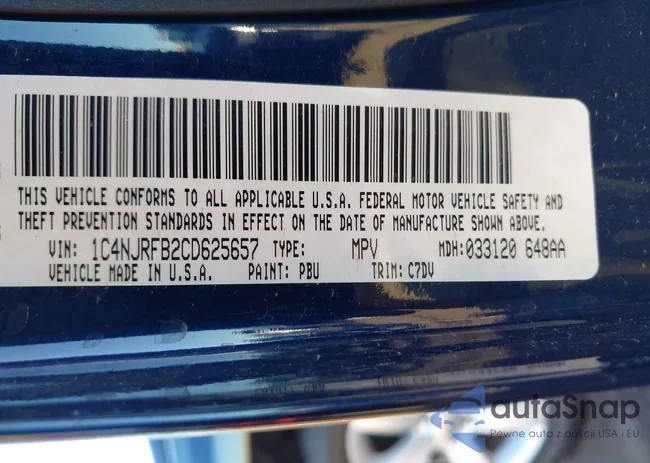 THIS VEHICLE CONFORMS TO ALL APPLICABLE U.S.A. FEDERAL MOTOR VEHICLE SAFETY AND
THEFT PREVENTION STANDARDS IN EFFECT ON THE DATE OF MANUFACTURE SHOWN ABOVE.
VIN: 1C4NJRFB2CD625657 TYPE: MPV MDH:033120 648AA
VEHICLE MADE IN U.S.A. PAINT: PBU TRIM: C7DV
autaSnap
Pewne auta z aukcji USA i EU